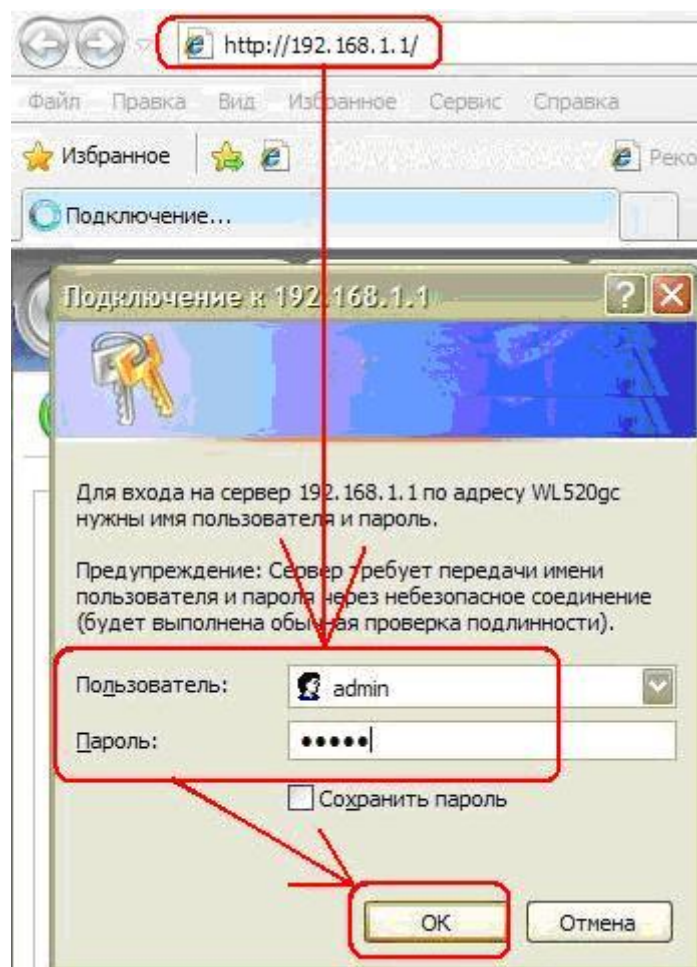 http://192.168.1.1/
Файл Правка Вид Избранное Сервис Справка
Избранное Реко
Подключение...
Подключение к 192.168.1.1
Для входа на сервер 192.168.1.1 по адресу WL520gc
нужны имя пользователя и пароль.
Предупреждение: Сервер требует передачи имени
пользователя и пароля через небезопасное соединение
(будет выполнена обычная проверка подлинности).
Пользователь: admin
Пароль: •••••
Сохранить пароль
ОК Отмена